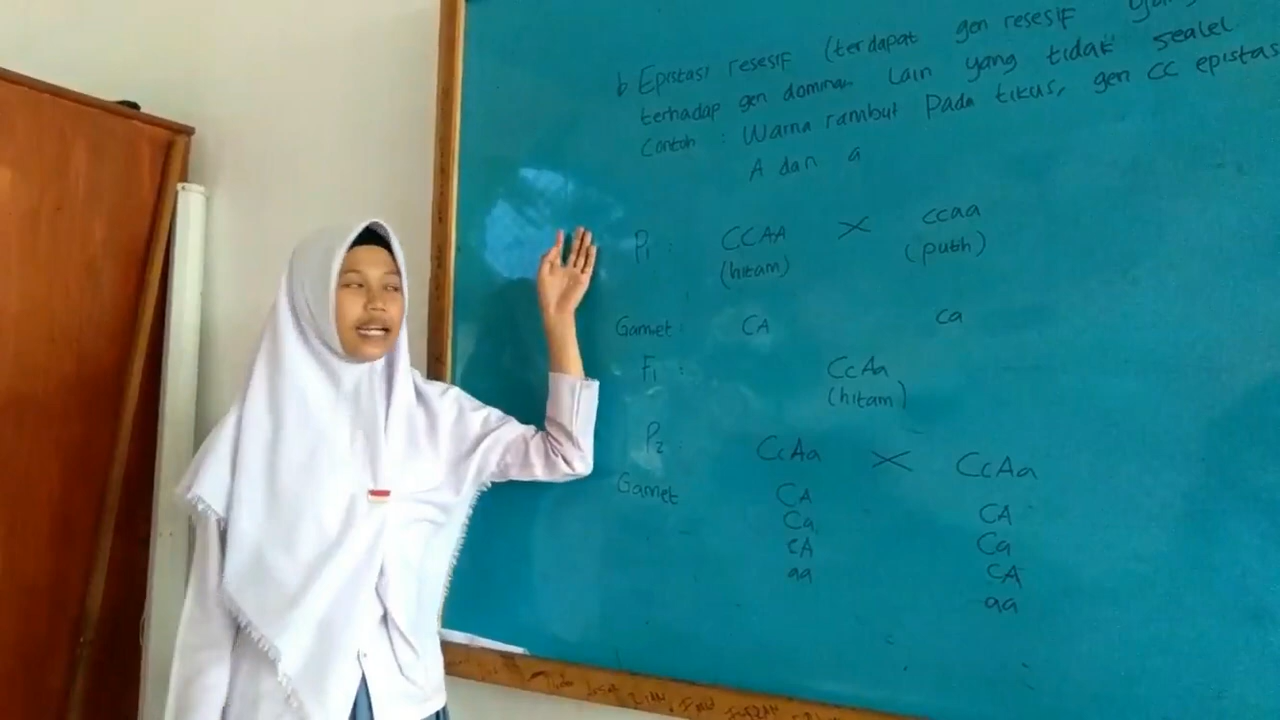 b. Epistasi resesif (terdapat gen resesif
terhadap gen dominan lain yang tidak sealel
Contoh : Warna rambut Pada tikus, gen CC epistas
A dan a
P1 : CCAA × ccaa
(hitam) (putih)
Gamet : CA ca
F1 : CcAa
(hitam)
P2 : CcAa × CcAa
Gamet CA CA
Ca Ca
cA CA
aa aa